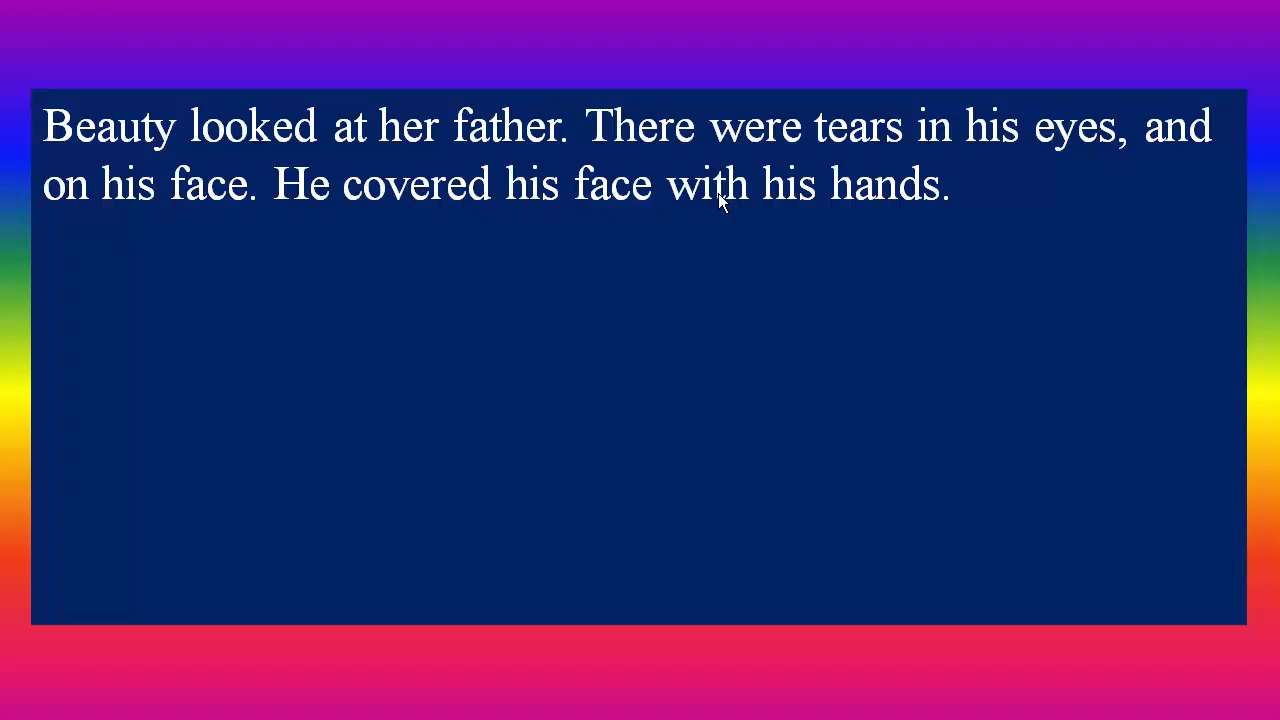 Beauty looked at her father. There were tears in his eyes, and
on his face. He covered his face with his hands.